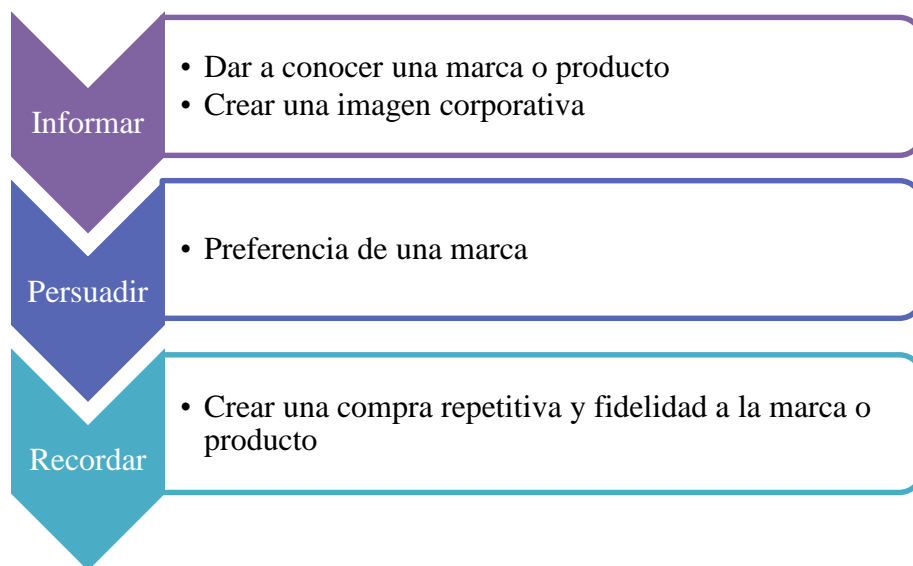 Informar
• Dar a conocer una marca o producto
• Crear una imagen corporativa
Persuadir
• Preferencia de una marca
Recordar
• Crear una compra repetitiva y fidelidad a la marca o
producto